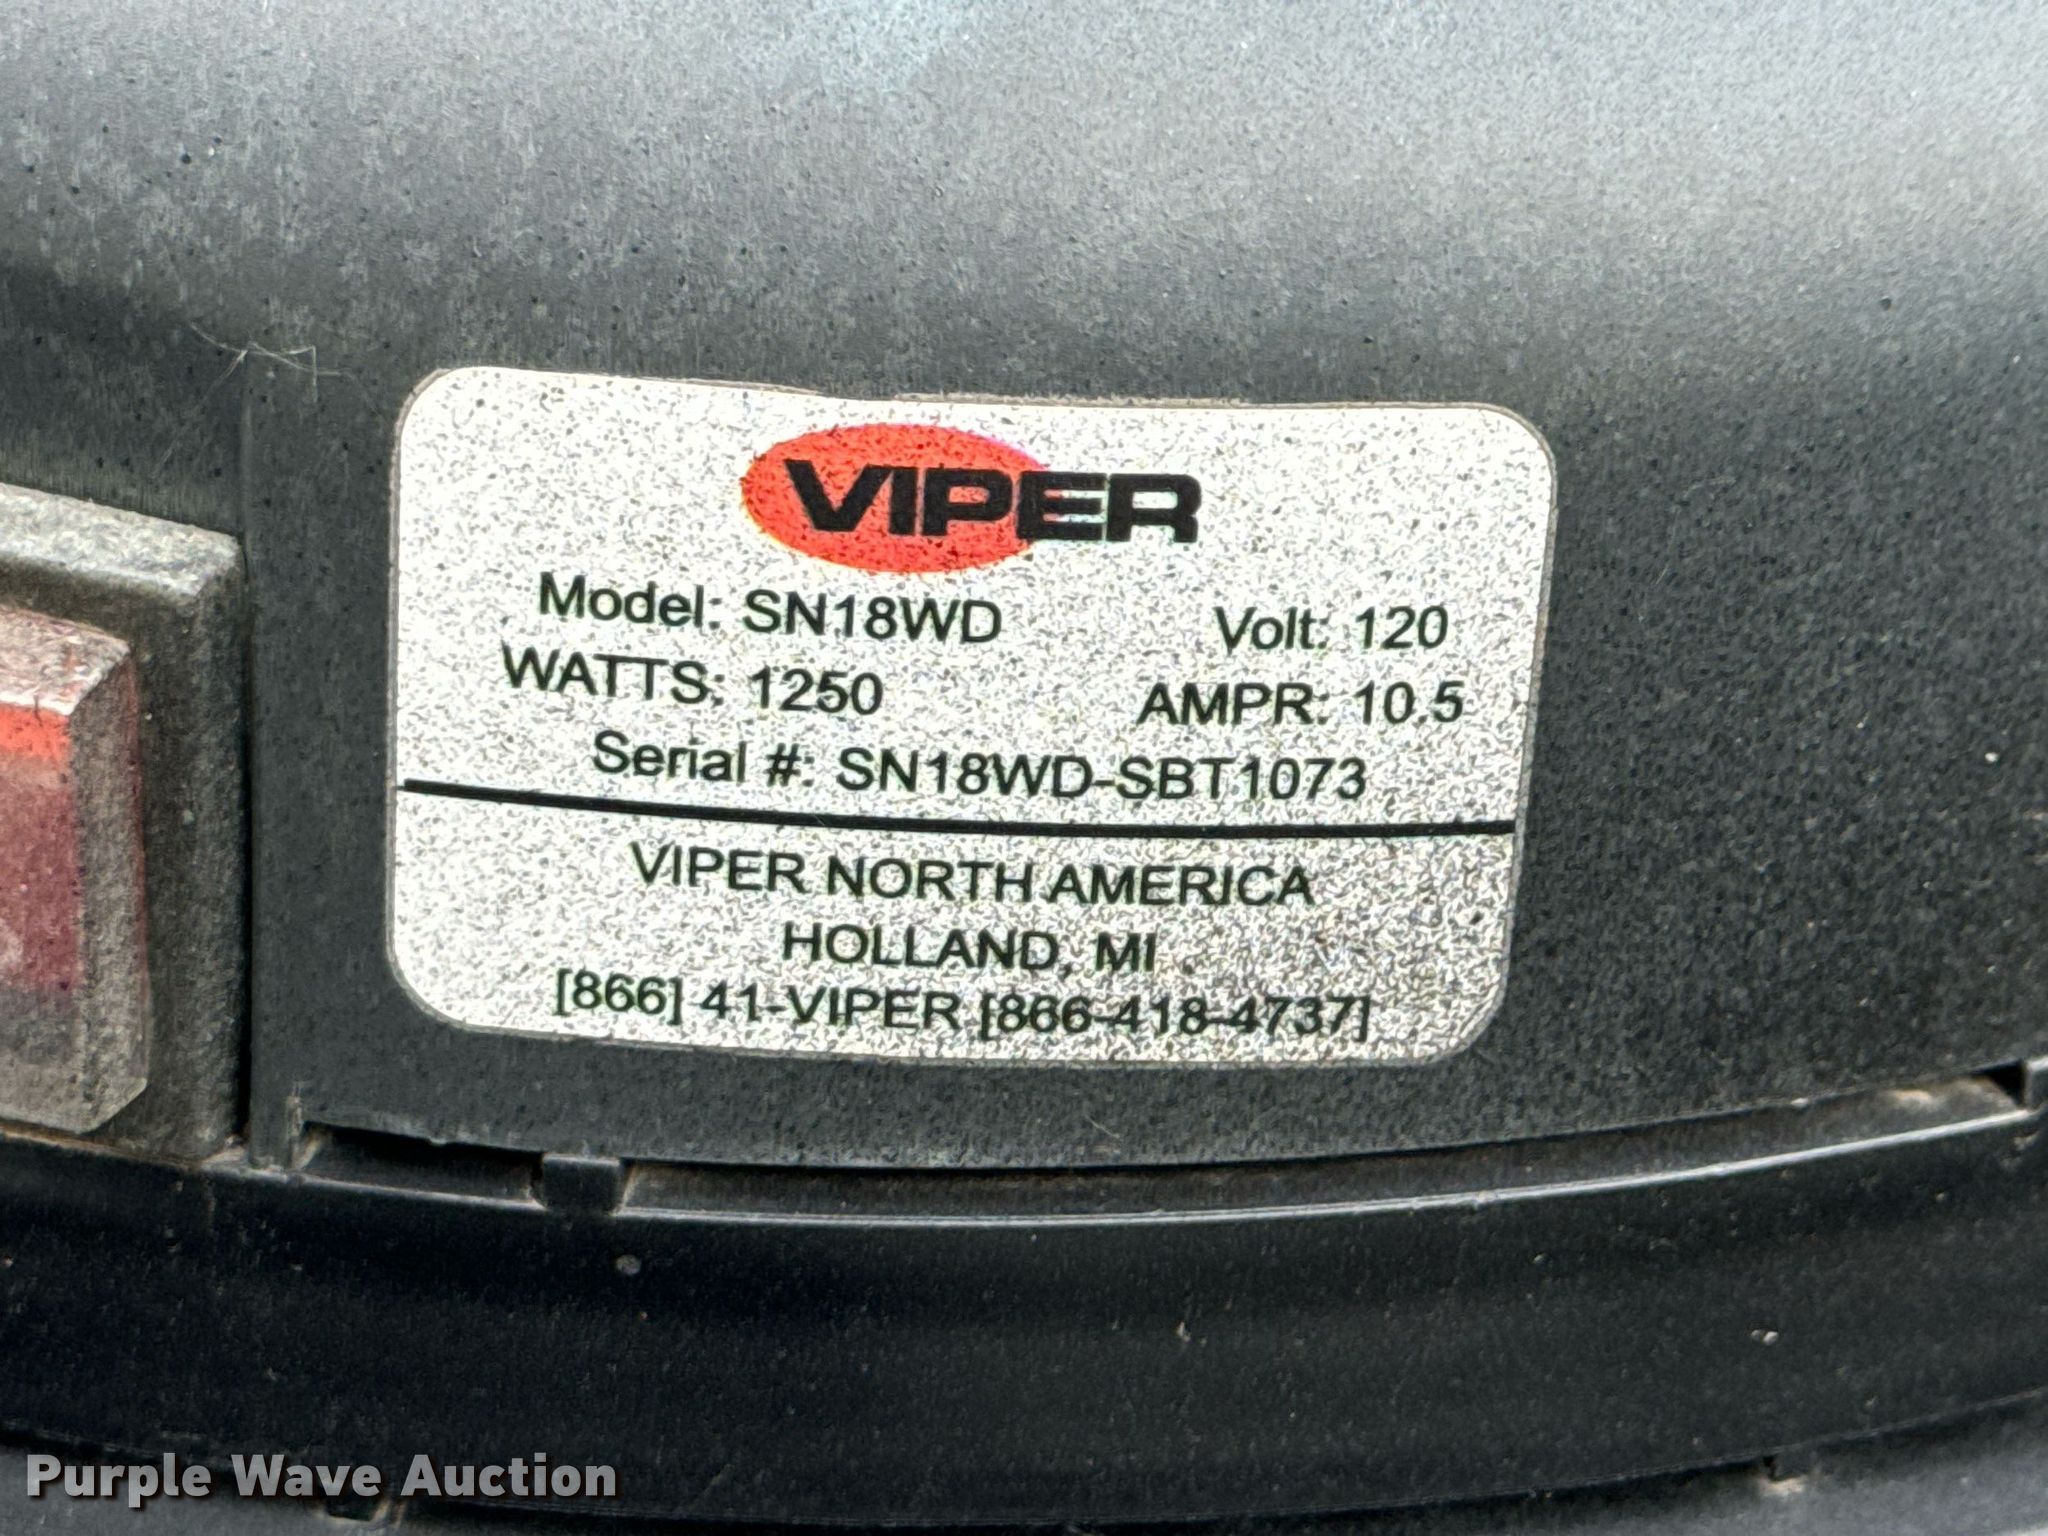 VIPER
Model: SN18WD Volt: 120
WATTS: 1250 AMPR: 10.5
Serial #: SN18WD-SBT1073
VIPER NORTH AMERICA
HOLLAND, MI
[866] 41-VIPER [866-418-4737]
Purple Wave Auction